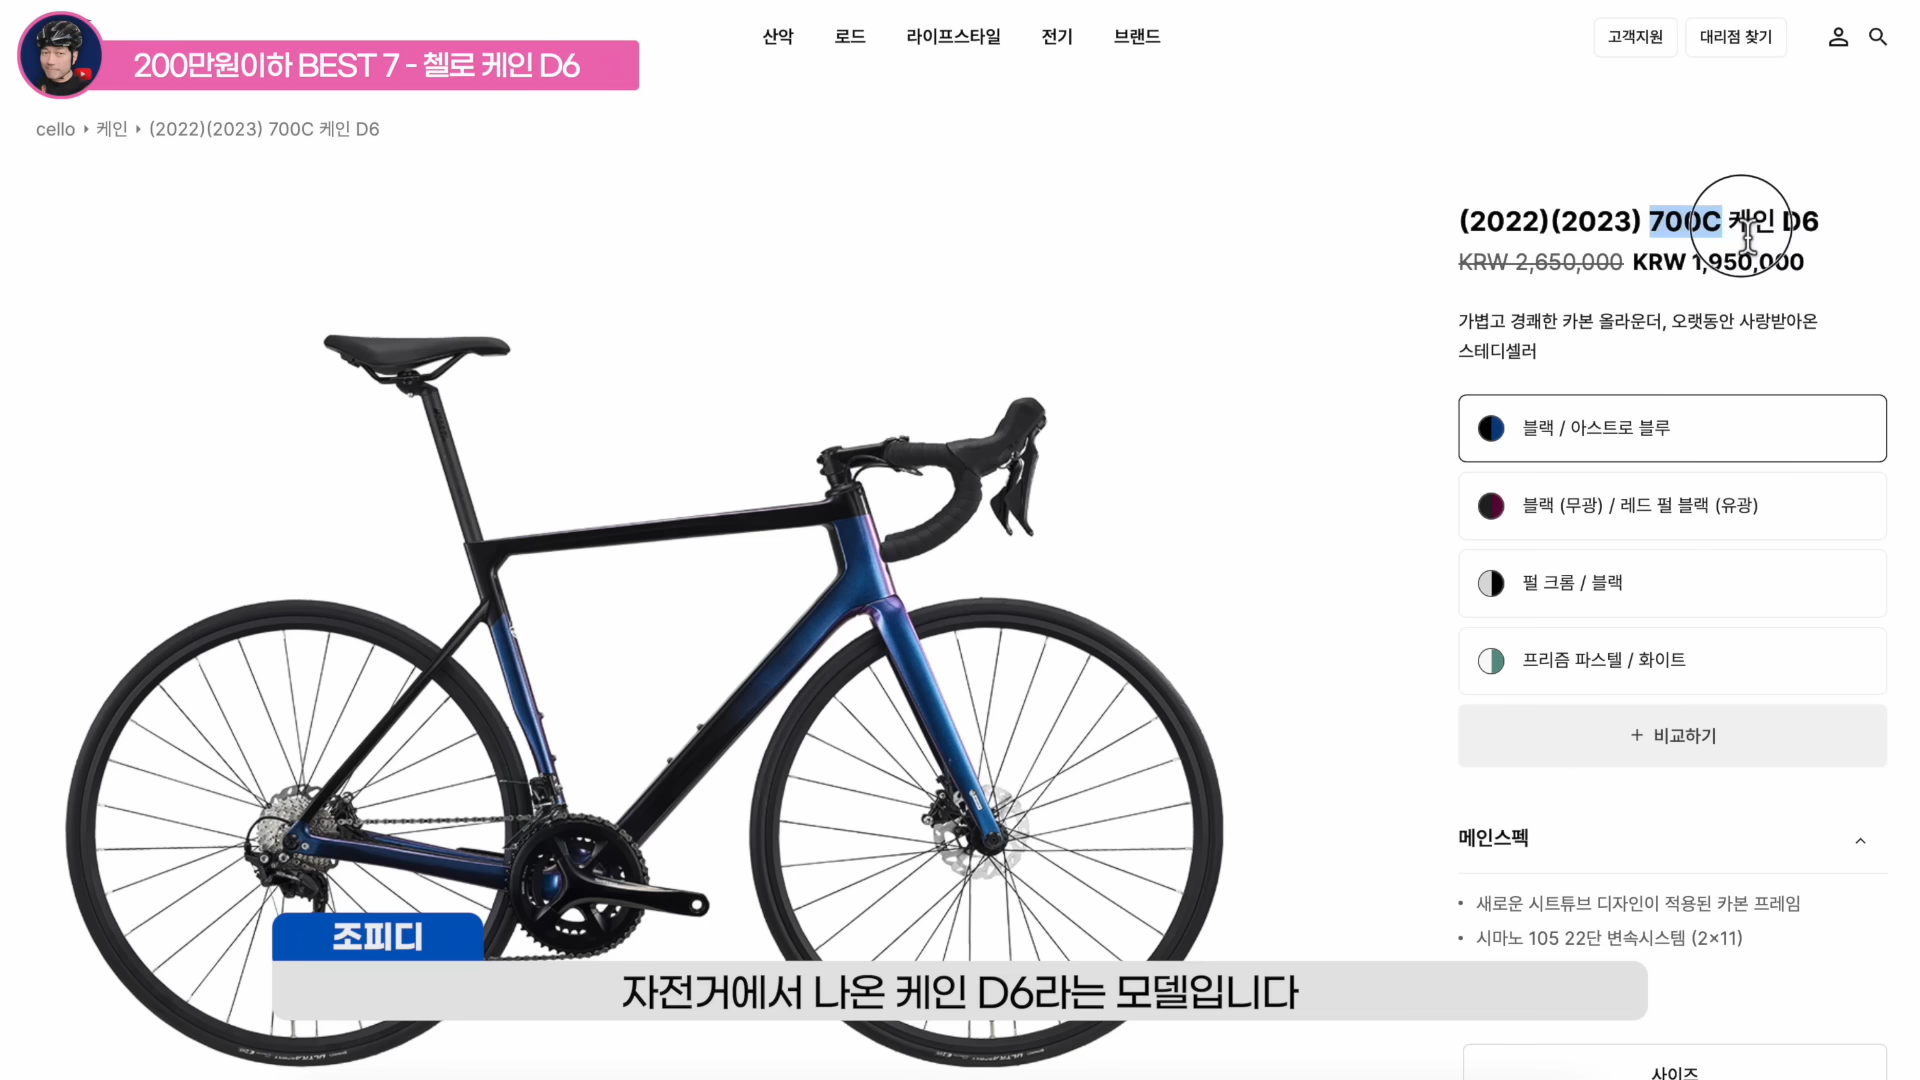 200만원이하 BEST 7 - 첼로 케인 D6
산악 로드 라이프스타일 전기 브랜드
고객지원 대리점 찾기
cello 케인 (2022)(2023) 700C 케인 D6
(2022)(2023) 700C 케인 D6
KRW 2,650,000 KRW 1,950,000
가볍고 경쾌한 카본 올라운더, 오랫동안 사랑받아온
스테디셀러
블랙 / 아스트로 블루
블랙 (무광) / 레드 펄 블랙 (유광)
펄 크롬 / 블랙
프리즘 파스텔 / 화이트
+ 비교하기
메인스펙
• 새로운 시트튜브 디자인이 적용된 카본 프레임
• 시마노 105 22단 변속시스템 (2×11)
조피디
자전거에서 나온 케인 D6라는 모델입니다
사이즈